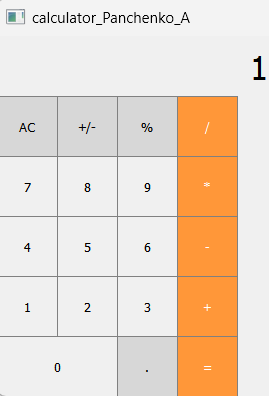 calculator_Panchenko_A
1
AC +/- % /
7 8 9 *
4 5 6 -
1 2 3 +
0 . =